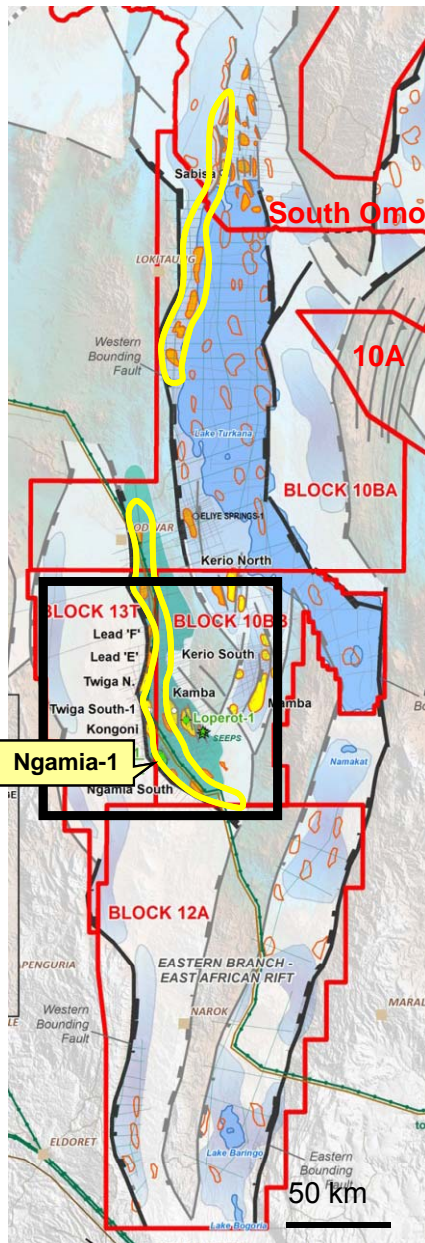 Sabisa
South Omo
LOKITAUNG
10A
Western
Bounding
Fault
Lake Turkana
BLOCK 10BA
ELIYE SPRINGS-1
Kerio North
BLOCK 13T
BLOCK 10BB
Lead 'F'
Lead 'E'
Kerio South
Twiga N.
Kamba
Twiga South-1
Loperot-1
Mamba
Kongoni
SEEPS
Ngamia-1
Namakat
Ngamia South
BLOCK 12A
EASTERN BRANCH -
EAST AFRICAN RIFT
PENGURIA
MARAL
Western
Bounding
Fault
NAROK
ELDORET
Lake Baringo
Eastern
Bounding
Fault
50 km
Lake Bogoria
to